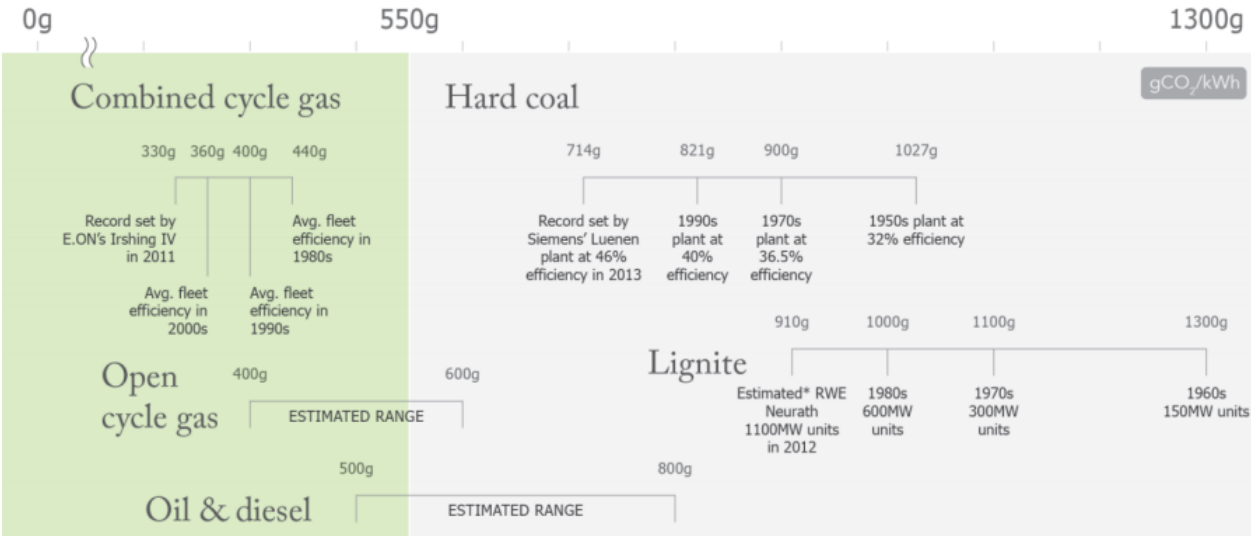 0g 550g 1300g
Combined cycle gas
Hard coal
gCO₂/kWh
330g 360g 400g 440g
Record set by
E.ON's Irshing IV
in 2011
Avg. fleet
efficiency in
1980s
Avg. fleet
efficiency in
2000s
Avg. fleet
efficiency in
1990s
714g 821g 900g 1027g
Record set by
Siemens' Luenen
plant at 46%
efficiency in 2013
1990s
plant at
40%
efficiency
1970s
plant at
36.5%
efficiency
1950s plant at
32% efficiency
Lignite
910g 1000g 1100g 1300g
Estimated* RWE
Neurath
1100MW units
in 2012
1980s
600MW
units
1970s
300MW
units
1960s
150MW units
Open
cycle gas
400g 600g
ESTIMATED RANGE
Oil & diesel
500g 800g
ESTIMATED RANGE